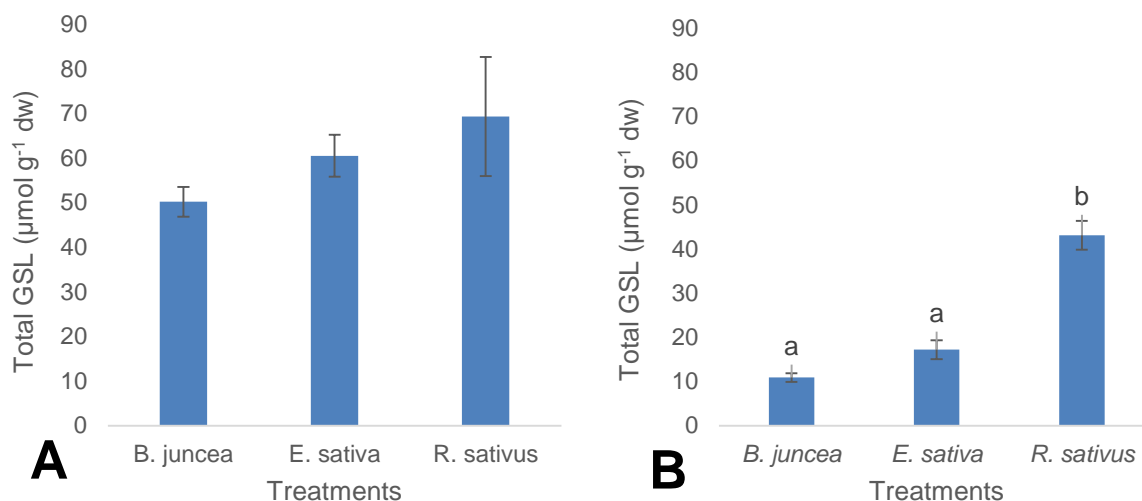 Total GSL (µmol g⁻¹ dw)
90
80
70
60
50
40
30
20
10
0
B. juncea E. sativa R. sativus
Treatments
A
Total GSL (µmol g⁻¹ dw)
90
80
70
60
50
40
30
20
10
0
a
a
b
B. juncea E. sativa R. sativus
Treatments
B